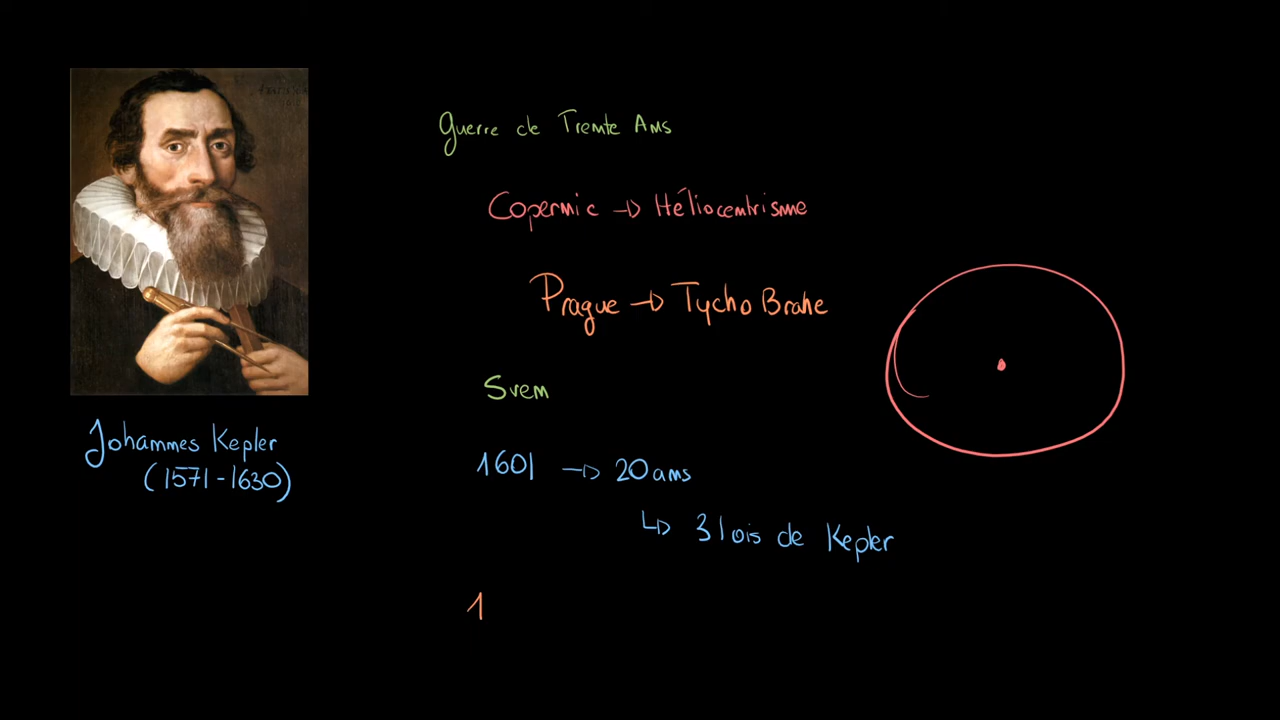 Guerre de Trente Ans
Copernic → Héliocentrisme
Prague → Tycho Brahe
Sven
1601 → 20 ans
↳ 3 lois de Kepler
1
Johannes Kepler
(1571-1630)